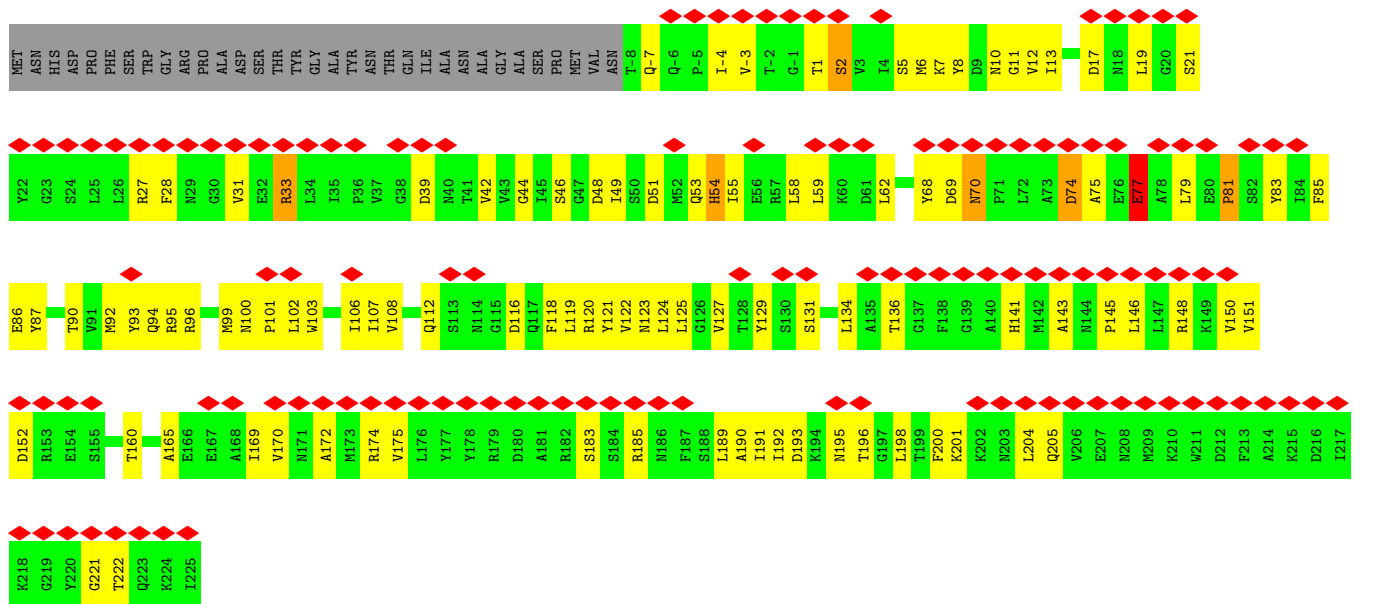 MET ASN HIS ASP PRO PHE SER TRP GLY ARG PRO ALA ASP SER THR TYR GLY ALA TYR ASN THR GLN ILE ALA ASN ALA GLY ALA SER PRO MET VAL ASN T-8 Q-7 Q-6 P-5 I-4 V-3 T-2 G-1 T1 S2 V3 I4 S5 M6 K7 Y8 D9 N10 G11 V12 I13 D17 N18 L19 G20 S21
Y22 G23 S24 L25 L26 R27 F28 N29 G30 V31 E32 R33 L34 I35 P36 V37 G38 D39 N40 T41 V42 V43 G44 I45 S46 G47 D48 I49 S50 D51 M52 Q53 H54 I55 E56 R57 L58 L59 K60 D61 L62 Y68 D69 N70 P71 L72 A73 D74 A75 E76 E77 A78 L79 E80 P81 S82 Y83 I84 F85
E86 Y87 T90 V91 M92 Y93 Q94 R95 R96 M99 N100 P101 L102 W103 I106 I107 V108 Q112 S113 N114 G115 D116 Q117 F118 L119 R120 Y121 V122 N123 L124 L125 G126 V127 T128 Y129 S130 S131 L134 A135 T136 G137 F138 G139 A140 H141 M142 A143 N144 P145 L146 L147 R148 K149 V150 V151
D152 R153 E154 S155 T160 A165 E166 E167 A168 I169 V170 N171 A172 M173 R174 V175 L176 Y177 Y178 R179 D180 A181 R182 S183 S184 R185 N186 F187 S188 L189 A190 I191 I192 D193 K194 N195 T196 G197 L198 T199 F200 K201 K202 N203 L204 Q205 V206 E207 N208 M209 K210 W211 D212 F213 A214 K215 D216 I217
K218 G219 Y220 G221 T222 Q223 K224 I225